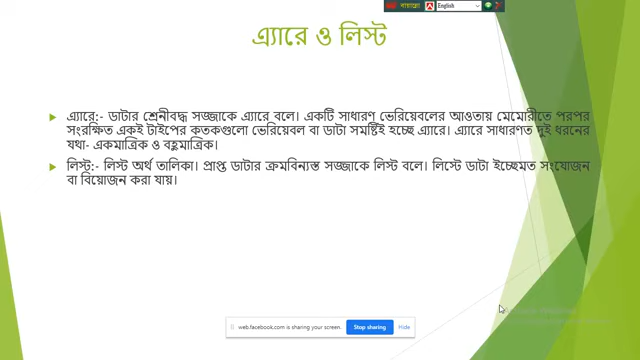 বায়ান্নো
English
এ্যারে ও লিস্ট
এ্যারে:- ডাটার শ্রেনীবদ্ধ সজ্জাকে এ্যারে বলে। একটি সাধারণ ভেরিয়েবলের আওতায় মেমোরীতে পরপর
সংরক্ষিত একই টাইপের কতকগুলো ভেরিয়েবল বা ডাটা সমষ্টিই হচ্ছে এ্যারে। এ্যারে সাধারণত দুই ধরনের
যথা- একমাত্রিক ও বহুমাত্রিক।
লিস্ট:- লিস্ট অর্থ তালিকা। প্রাপ্ত ডাটার ক্রমবিন্যস্ত সজ্জাকে লিস্ট বলে। লিস্টে ডাটা ইচ্ছেমত সংযোজন
বা বিয়োজন করা যায়।
web.facebook.com is sharing your screen.
Stop sharing
Hide